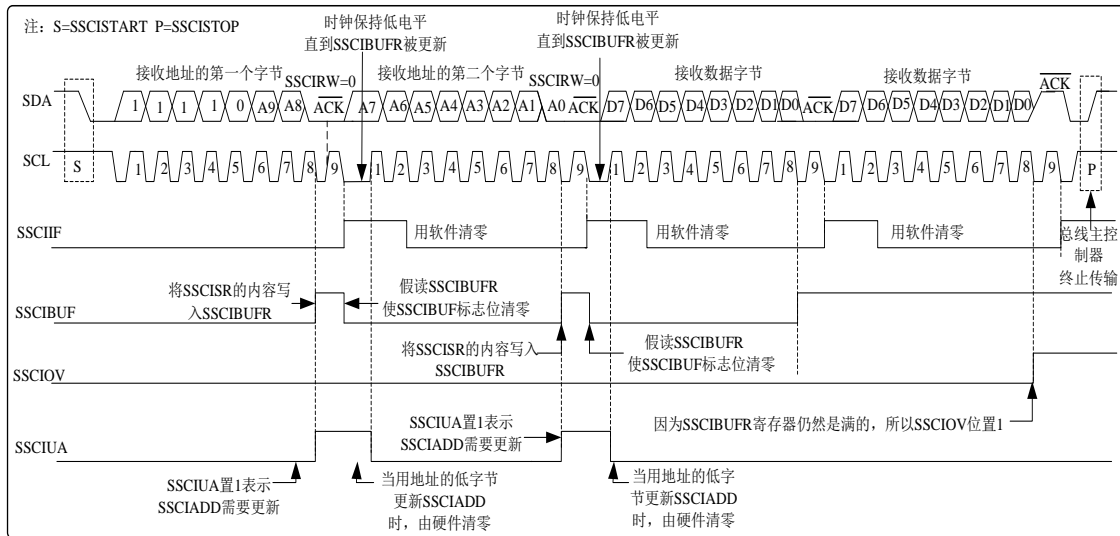 注：S=SSCISTART P=SSCISTOP
时钟保持低电平
直到SSCIBUFR被更新
时钟保持低电平
直到SSCIBUFR被更新
接收地址的第一个字节
SSCIRW=0
接收地址的第二个字节
SSCIRW=0
接收数据字节
接收数据字节
SDA
1 1 1 1 0 A9 A8 ACK A7 A6 A5 A4 A3 A2 A1 A0 ACK D7 D6 D5 D4 D3 D2 D1 D0 ACK D7 D6 D5 D4 D3 D2 D1 D0 ACK
SCL
S 1 2 3 4 5 6 7 8 9 1 2 3 4 5 6 7 8 9 1 2 3 4 5 6 7 8 9 1 2 3 4 5 6 7 8 9 P
SSCIIF
用软件清零
用软件清零
用软件清零
总线主控
制器
终止传输
SSCIBUF
将SSCISR的内容写
入SSCIBUFR
假读SSCIBUFR
使SSCIBUF标志位清零
将SSCISR的内容写入
SSCIBUFR
假读SSCIBUFR
使SSCIBUF标志位清零
SSCIOV
因为SSCIBUFR寄存器仍然是满的，所以SSCIOV位置1
SSCIUA
SSCIUA置1表示
SSCIADD需要更新
当用地址的低字节
更新SSCIADD
时，由硬件清零
SSCIUA置1表示
SSCIADD需要更新
当用地址的低字
节更新SSCIADD
时，由硬件清零